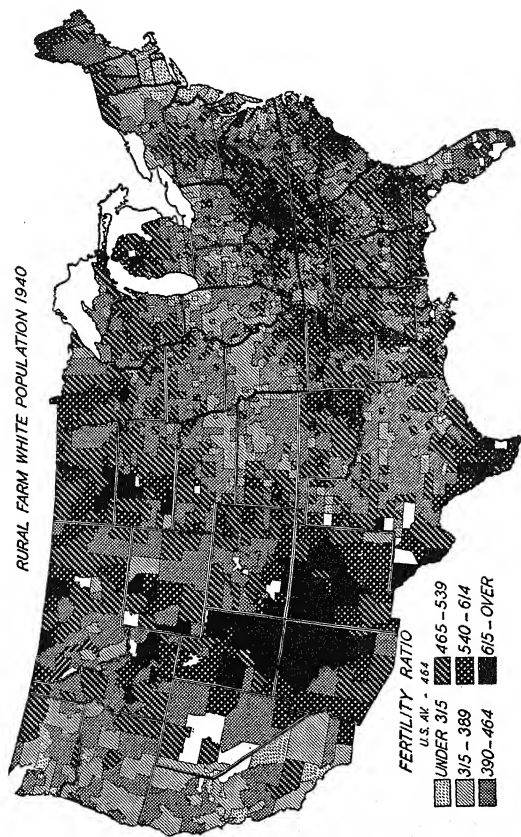 RURAL FARM WHITE POPULATION 1940
FERTILITY RATIO
U.S. AV. - 464
UNDER 315
315 - 389
390 - 464
465 - 539
540 - 614
615 - OVER